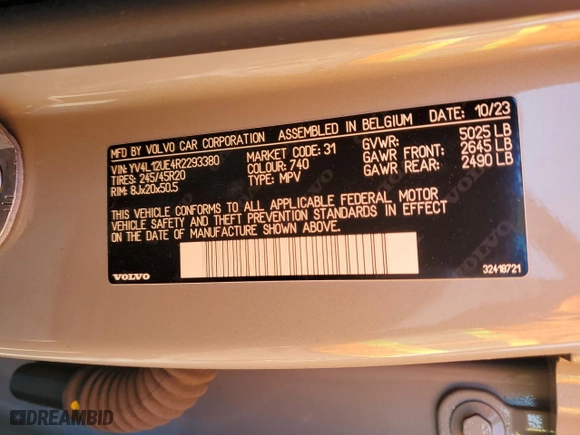 MFD BY VOLVO CAR CORPORATION ASSEMBLED IN BELGIUM DATE: 10/23
VIN: YV4L12UE4R2293380 MARKET CODE: 31 GVWR: 5025 LB
TIRES: 245/45R20 COLOUR: 740 GAWR FRONT: 2645 LB
RIM: 8Jx20x50.5 TYPE: MPV GAWR REAR: 2490 LB
THIS VEHICLE CONFORMS TO ALL APPLICABLE FEDERAL MOTOR
VEHICLE SAFETY AND THEFT PREVENTION STANDARDS IN EFFECT
ON THE DATE OF MANUFACTURE SHOWN ABOVE.
VOLVO 32418721
DREAMBID